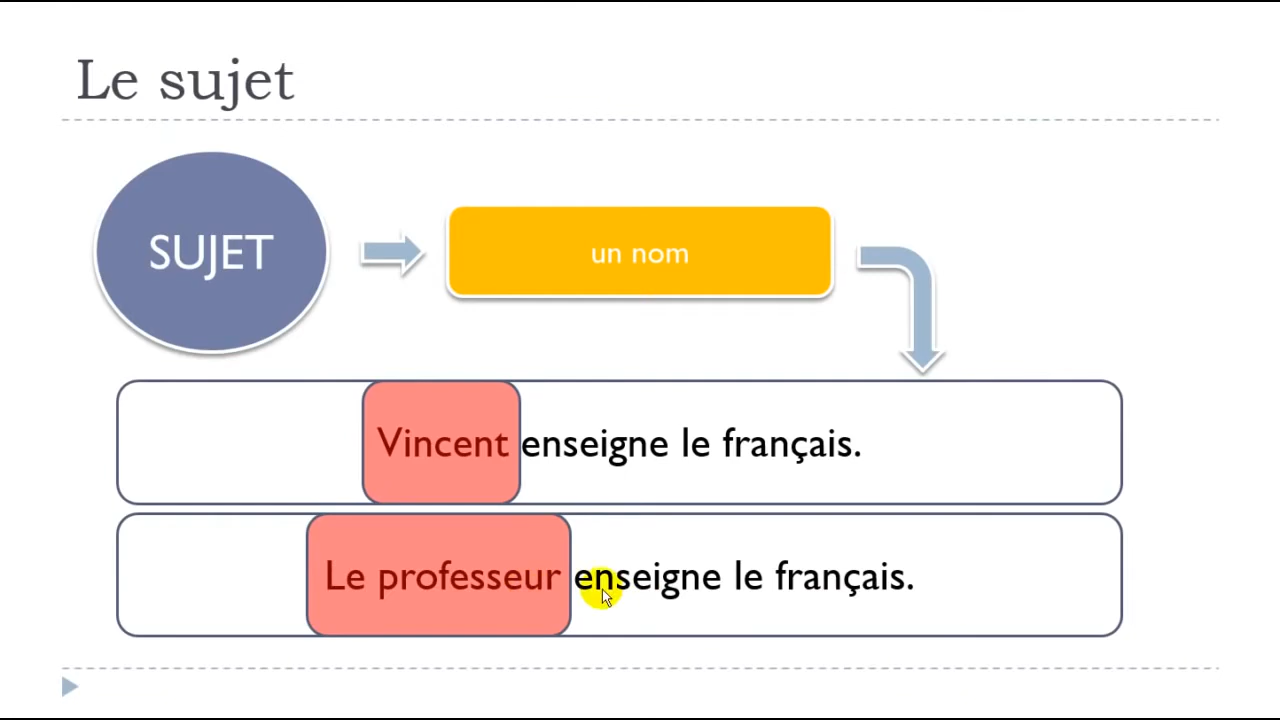 Le sujet
SUJET
un nom
Vincent enseigne le français.
Le professeur enseigne le français.